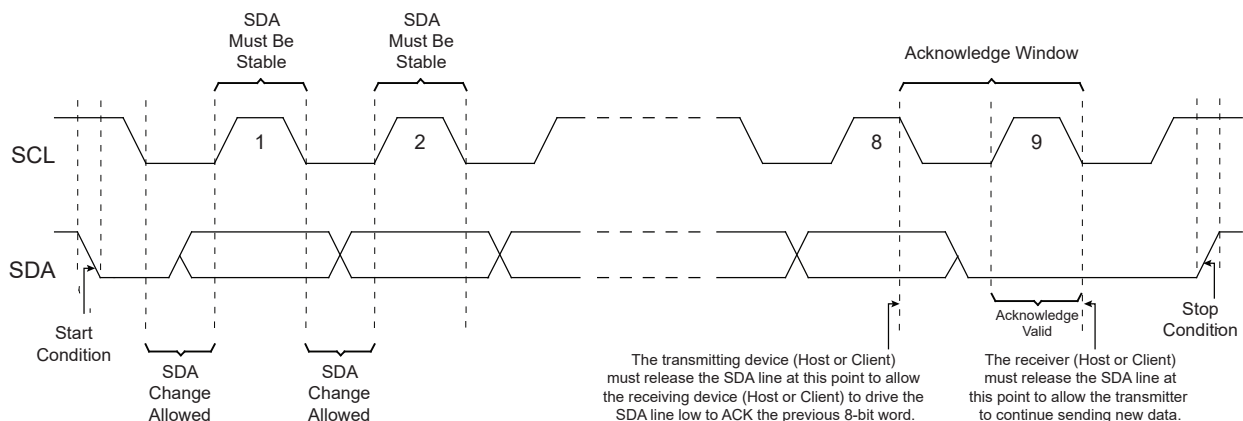 SDA
Must Be
Stable
SDA
Must Be
Stable
Acknowledge Window
SCL
1
2
8
9
SDA
Start
Condition
SDA
Change
Allowed
SDA
Change
Allowed
Acknowledge
Valid
Stop
Condition
The transmitting device (Host or Client)
must release the SDA line at this point to allow
the receiving device (Host or Client) to drive the
SDA line low to ACK the previous 8-bit word.
The receiver (Host or Client)
must release the SDA line at
this point to allow the transmitter
to continue sending new data.